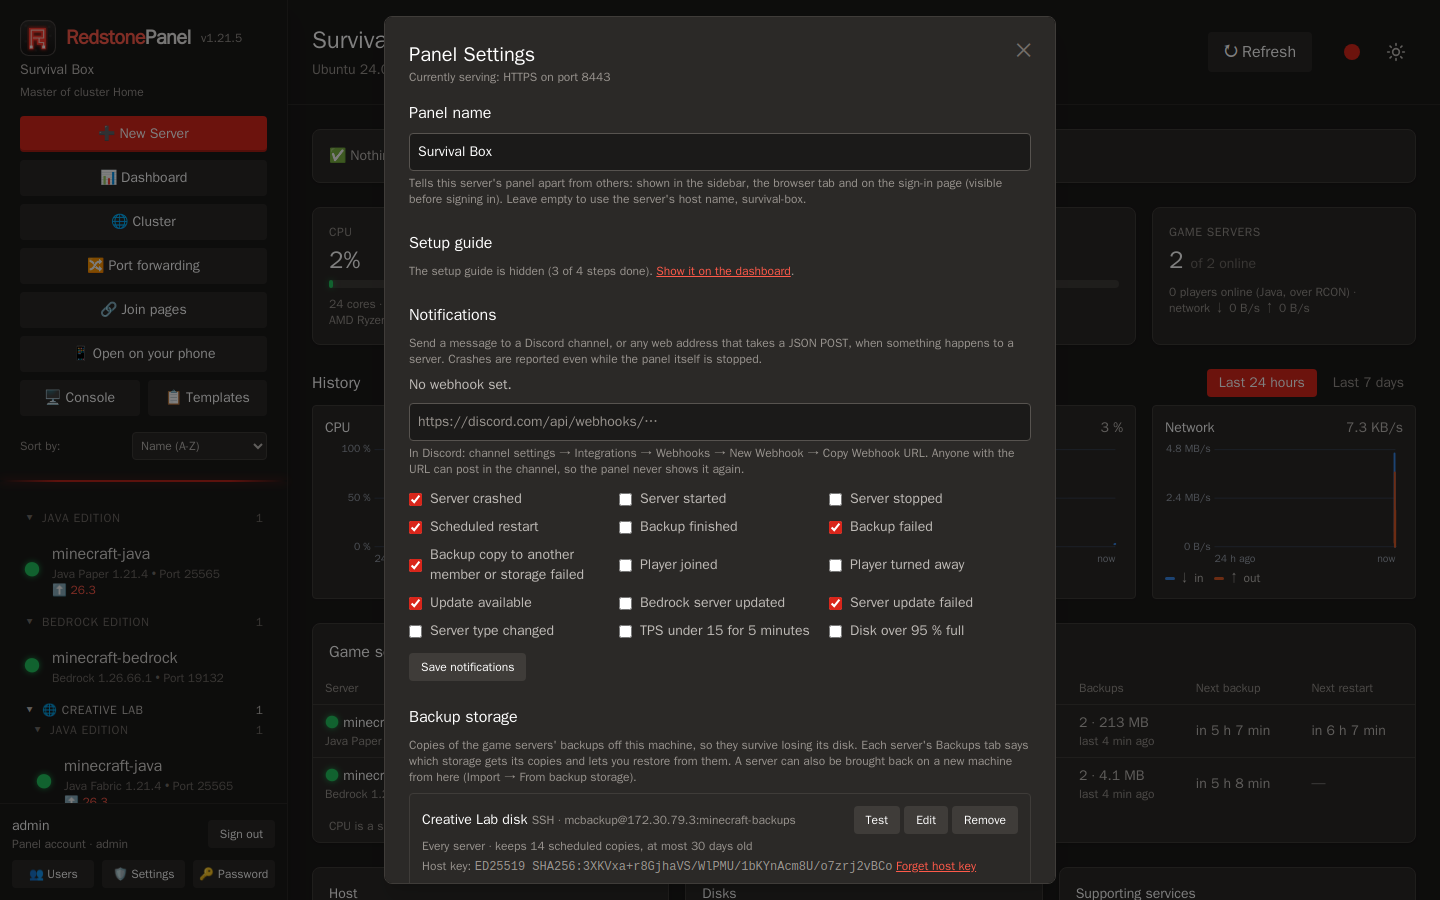 RedstonePanel v1.21.5
Survival Box
Master of cluster Home
➕ New Server
📊 Dashboard
🌐 Cluster
🔀 Port forwarding
🔗 Join pages
📱 Open on your phone
🖥️ Console
📋 Templates
Sort by:
Name (A-Z)
JAVA EDITION 1
minecraft-java
Java Paper 1.21.4 • Port 25565
⬆️ 26.3
BEDROCK EDITION 1
minecraft-bedrock
Bedrock 1.26.66.1 • Port 19132
🌐 CREATIVE LAB 1
JAVA EDITION 1
minecraft-java
Java Fabric 1.21.4 • Port 25565
⬆️ 26.3
admin
Panel account · admin
Sign out
👥 Users
🛡️ Settings
🔑 Password
Refresh
CPU
2%
24 cores ·
History
CPU
100 %
50 %
0 %
Server
Java Paper
Bedrock 1.2
Host
Panel Settings
Currently serving: HTTPS on port 8443
Panel name
Survival Box
Tells this server's panel apart from others: shown in the sidebar, the browser tab and on the sign-in page (visible
before signing in). Leave empty to use the server's host name, survival-box.
Setup guide
The setup guide is hidden (3 of 4 steps done). Show it on the dashboard.
Notifications
Send a message to a Discord channel, or any web address that takes a JSON POST, when something happens to a
server. Crashes are reported even while the panel itself is stopped.
No webhook set.
https://discord.com/api/webhooks/⋯
In Discord: channel settings → Integrations → Webhooks → New Webhook → Copy Webhook URL. Anyone with the
URL can post in the channel, so the panel never shows it again.
Server crashed
Server started
Server stopped
Scheduled restart
Backup finished
Backup failed
Backup copy to another
member or storage failed
Player joined
Player turned away
Update available
Bedrock server updated
Server update failed
Server type changed
TPS under 15 for 5 minutes
Disk over 95 % full
Save notifications
Backup storage
Copies of the game servers' backups off this machine, so they survive losing its disk. Each server's Backups tab says
which storage gets its copies and lets you restore from them. A server can also be brought back on a new machine
from here (Import → From backup storage).
Creative Lab disk SSH · mcbackup@172.30.79.3:minecraft-backups
Test
Edit
Remove
Every server · keeps 14 scheduled copies, at most 30 days old
Host key: ED25519 SHA256:3XKVxa+r8GjhaVS/WlPMU/1bKYnAcm8U/o7zrj2vBCo Forget host key
GAME SERVERS
2 of 2 online
0 players online (Java, over RCON) ·
network ↓ 0 B/s ↑ 0 B/s
Last 24 hours
Last 7 days
3 %
now
Network 7.3 KB/s
4.8 MB/s
2.4 MB/s
0 B/s
24 h ago now
↓ in ↑ out
Backups
Next backup
Next restart
2 · 213 MB
last 4 min ago
in 5 h 7 min
in 6 h 7 min
2 · 4.1 MB
last 4 min ago
in 5 h 8 min
—
Disks
Supporting services